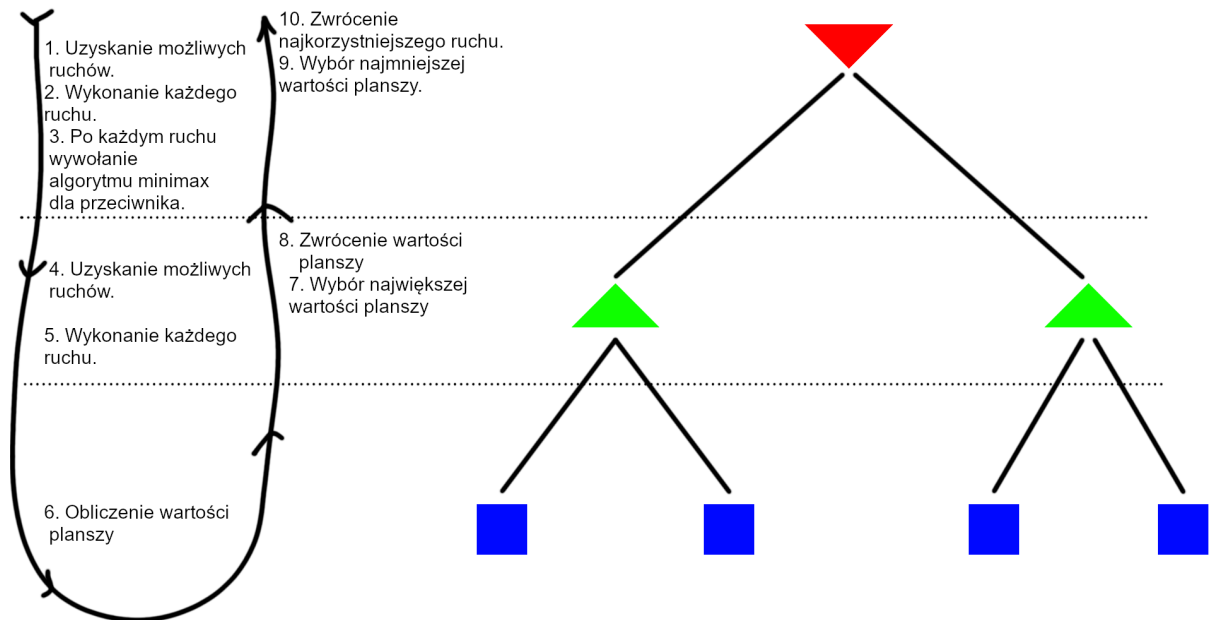 1. Uzyskanie możliwych
ruchów.
2. Wykonanie każdego
ruchu.
3. Po każdym ruchu
wywołanie
algorytmu minimax
dla przeciwnika.
4. Uzyskanie możliwych
ruchów.
5. Wykonanie każdego
ruchu.
6. Obliczenie wartości
planszy
10. Zwrócenie
najkorzystniejszego ruchu.
9. Wybór najmniejszej
wartości planszy.
8. Zwrócenie wartości
planszy
7. Wybór największej
wartości planszy